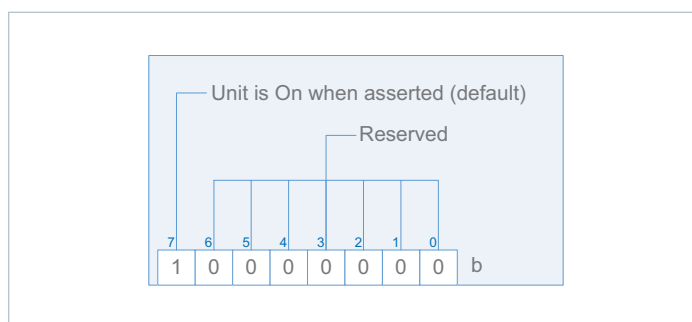 Unit is On when asserted (default)
Reserved
7 6 5 4 3 2 1 0
1 0 0 0 0 0 0 0 b